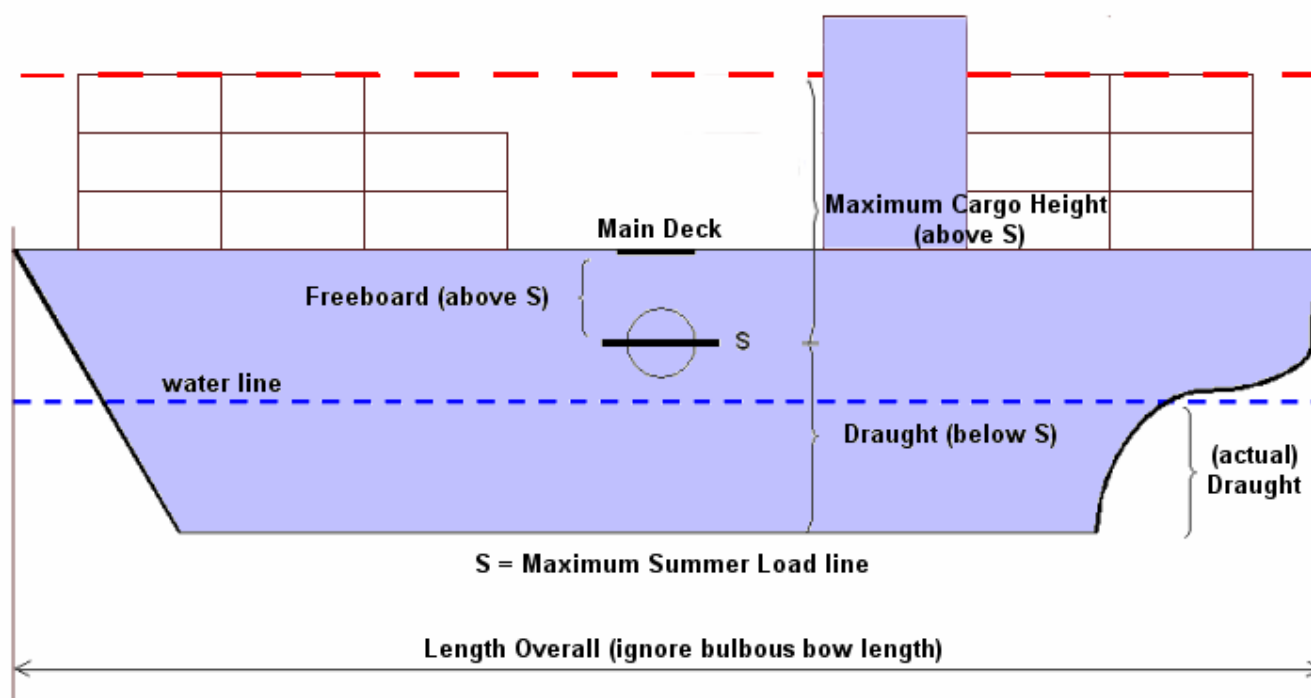 Maximum Cargo Height
(above S)
Main Deck
Freeboard (above S)
S
water line
Draught (below S)
(actual)
Draught
S = Maximum Summer Load line
Length Overall (ignore bulbous bow length)